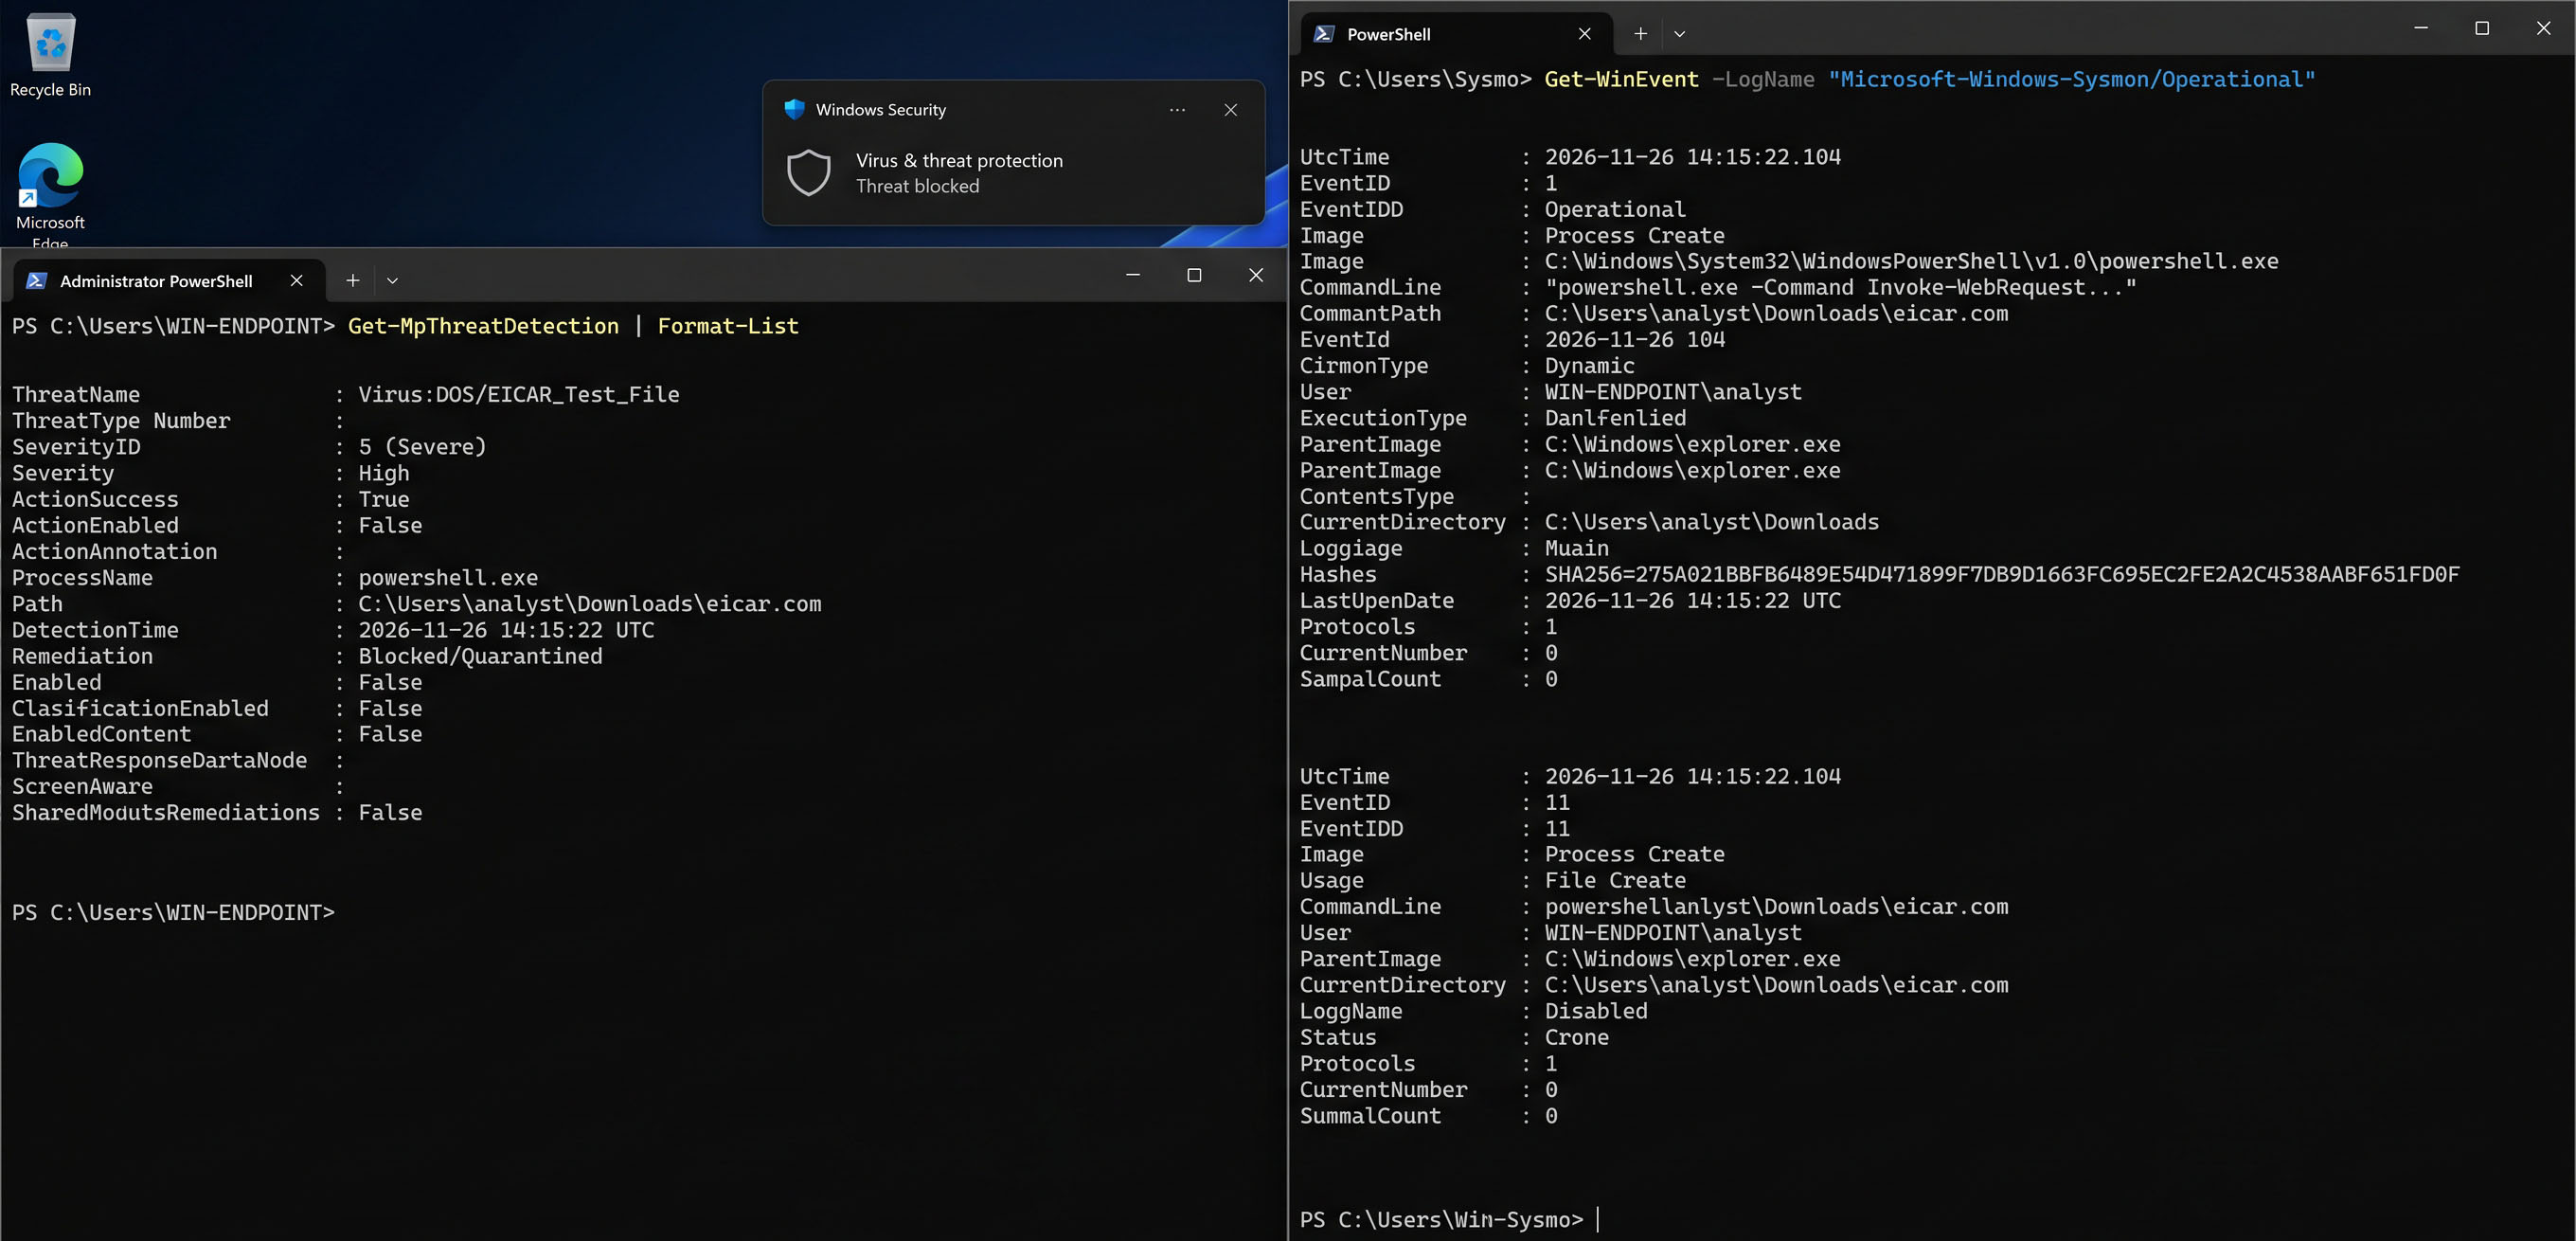 Recycle Bin
Microsoft
Edge
Windows Security
Virus & threat protection
Threat blocked
Administrator PowerShell
PS C:\Users\WIN-ENDPOINT> Get-MpThreatDetection | Format-List
ThreatName : Virus:DOS/EICAR_Test_File
ThreatType Number :
SeverityID : 5 (Severe)
Severity : High
ActionSuccess : True
ActionEnabled : False
ActionAnnotation :
ProcessName : powershell.exe
Path : C:\Users\analyst\Downloads\eicar.com
DetectionTime : 2026-11-26 14:15:22 UTC
Remediation : Blocked/Quarantined
Enabled : False
ClasificationEnabled : False
EnabledContent : False
ThreatResponseDartaNode :
ScreenAware :
SharedModutsRemediations : False
PS C:\Users\WIN-ENDPOINT>
PowerShell
PS C:\Users\Sysmo> Get-WinEvent -LogName "Microsoft-Windows-Sysmon/Operational"
UtcTime : 2026-11-26 14:15:22.104
EventID : 1
EventIDD : Operational
Image : Process Create
Image : C:\Windows\System32\WindowsPowerShell\v1.0\powershell.exe
CommandLine : "powershell.exe -Command Invoke-WebRequest..."
CommantPath : C:\Users\analyst\Downloads\eicar.com
EventId : 2026-11-26 104
CirmonType : Dynamic
User : WIN-ENDPOINT\analyst
ExecutionType : Danlfenlied
ParentImage : C:\Windows\explorer.exe
ParentImage : C:\Windows\explorer.exe
ContentsType :
CurrentDirectory : C:\Users\analyst\Downloads
Loggiage : Muain
Hashes : SHA256=275A021BBFB6489E54D471899F7DB9D1663FC695EC2FE2A2C4538AABF651FD0F
LastUpenDate : 2026-11-26 14:15:22 UTC
Protocols : 1
CurrentNumber : 0
SampalCount : 0
UtcTime : 2026-11-26 14:15:22.104
EventID : 11
EventIDD : 11
Image : Process Create
Usage : File Create
CommandLine : powershellanlyst\Downloads\eicar.com
User : WIN-ENDPOINT\analyst
ParentImage : C:\Windows\explorer.exe
CurrentDirectory : C:\Users\analyst\Downloads\eicar.com
LoggName : Disabled
Status : Crone
Protocols : 1
CurrentNumber : 0
SummalCount : 0
PS C:\Users\Win-Sysmo>